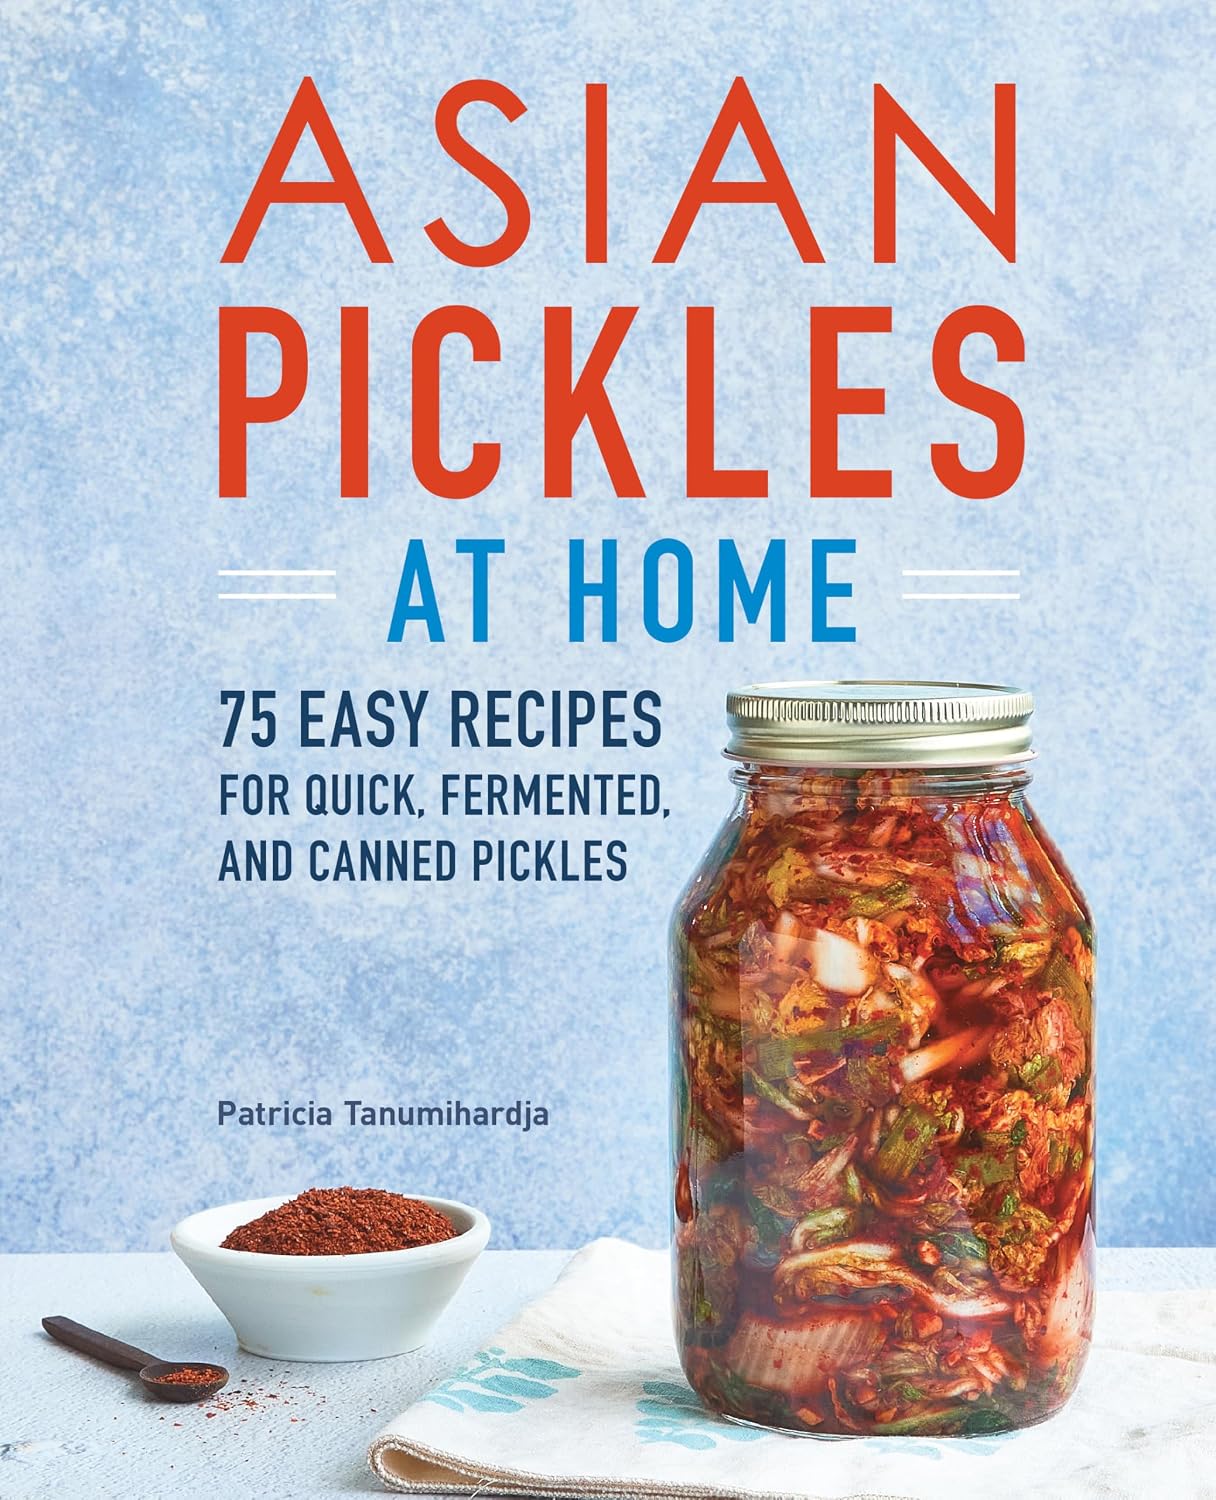 ASIAN
PICKLES
AT HOME
75 EASY RECIPES
FOR QUICK, FERMENTED,
AND CANNED PICKLES
Patricia Tanumihardja